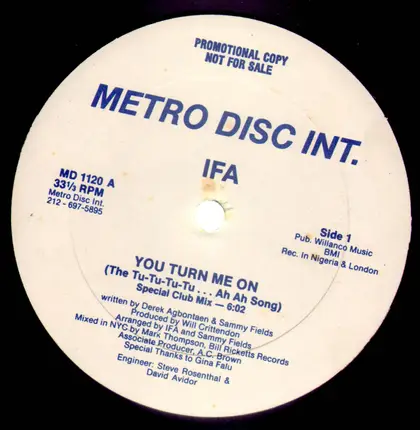 PROMOTIONAL COPY
NOT FOR SALE
METRO DISC INT.
IFA
MD 1120 A
33⅓ RPM
Metro Disc Int.
212 - 697-5895
Side 1
Pub. Willanco Music
BMI
Rec. In Nigeria & London
YOU TURN ME ON
(The Tu-Tu-Tu-Tu . . . Ah Ah Song)
Special Club Mix — 6:02
written by Derek Agbontaen & Sammy Fields
Produced by Will Crittendon
Arranged by IFA and Sammy Fields
Mixed in NYC by Mark Thompson, Bill Ricketts Records
Associate Producer, A.C. Brown
Special Thanks to Gina Falu
Engineer: Steve Rosenthal &
David Avidor